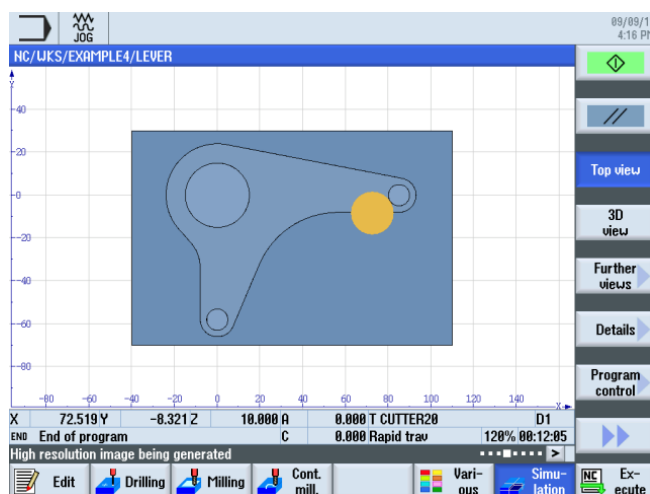 JOG
09/09/1
4:16 PM
NC/WKS/EXAMPLE4/LEVER
Y
40
20
0
-20
-40
-60
-80
-80 -60 -40 -20 0 20 40 60 80 100 120 140 X
Top view
3D
view
Further
views
Details
Program
control
X 72.519 Y -8.321 Z 10.000 A 0.000 T CUTTER20 D1
END End of program C 0.000 Rapid trav 120% 00:12:05
High resolution image being generated
Edit
Drilling
Milling
Cont.
mill.
Vari-
ous
Simu-
lation
NC
Ex-
ecute